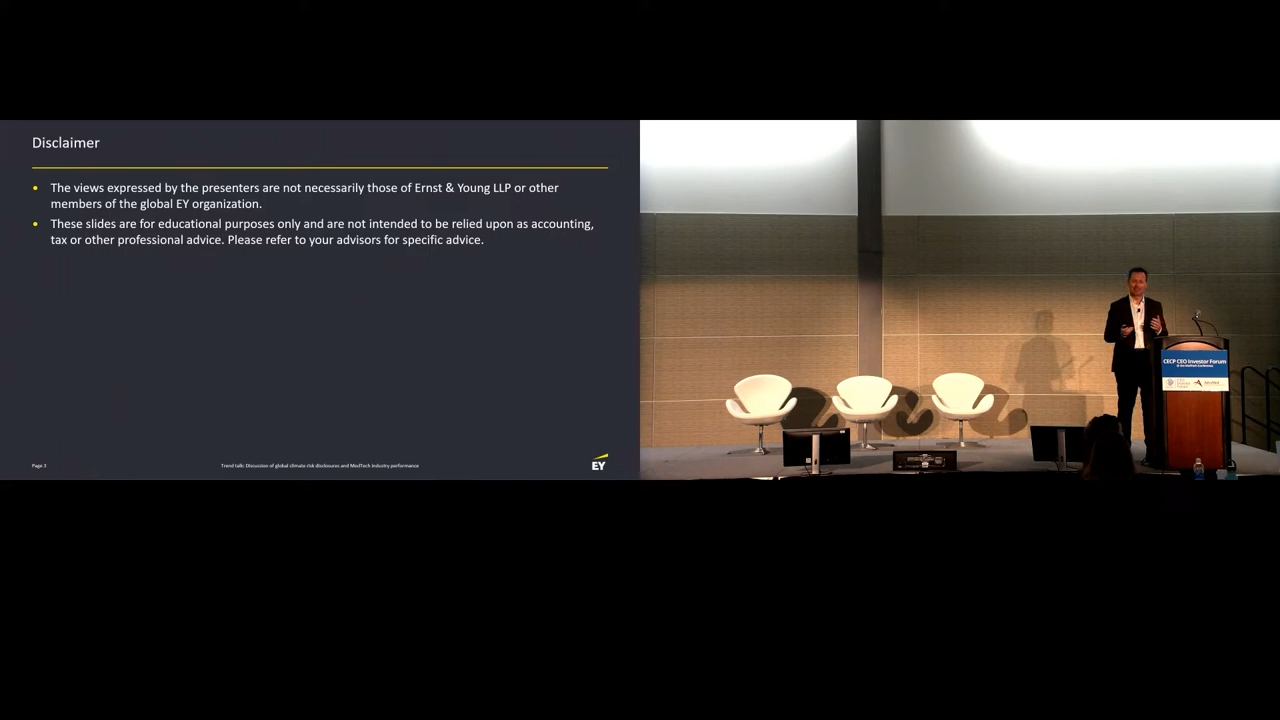 Disclaimer
• The views expressed by the presenters are not necessarily those of Ernst & Young LLP or other
members of the global EY organization.
• These slides are for educational purposes only and are not intended to be relied upon as accounting,
tax or other professional advice. Please refer to your advisors for specific advice.
Page 3
Trend talk: Discussion of global climate risk disclosures and MedTech Industry performance
EY
CECP CEO Investor Forum